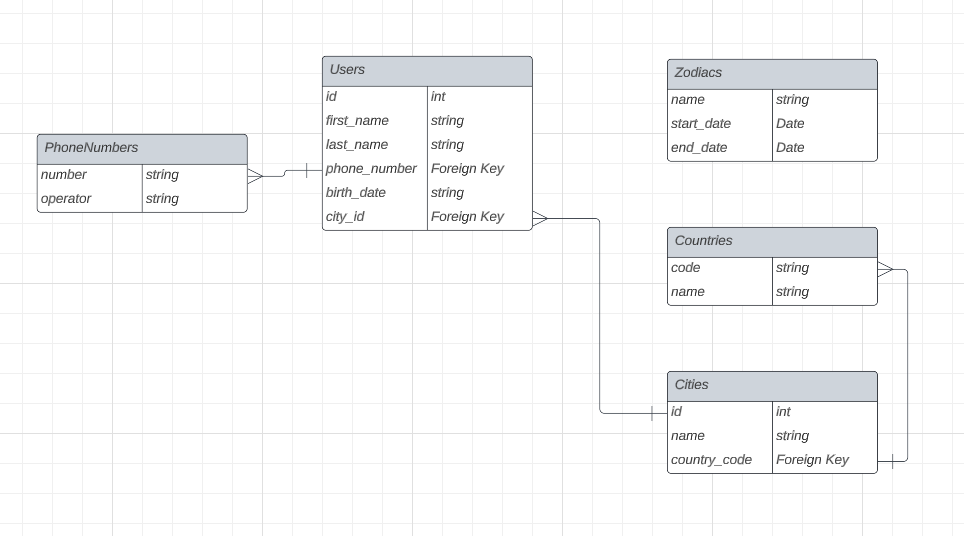 PhoneNumbers
number string
operator string
Users
id int
first_name string
last_name string
phone_number Foreign Key
birth_date string
city_id Foreign Key
Zodiacs
name string
start_date Date
end_date Date
Countries
code string
name string
Cities
id int
name string
country_code Foreign Key